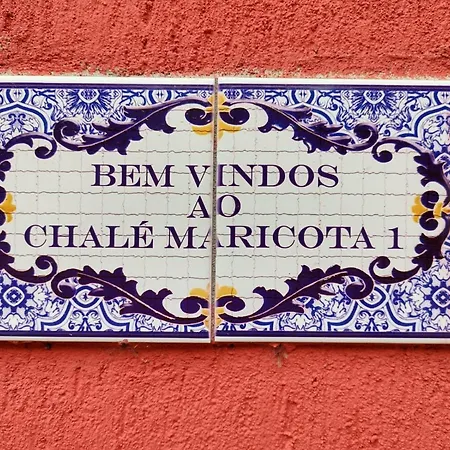 BEM VINDOS
AO
CHALÉ MARICOTA 1